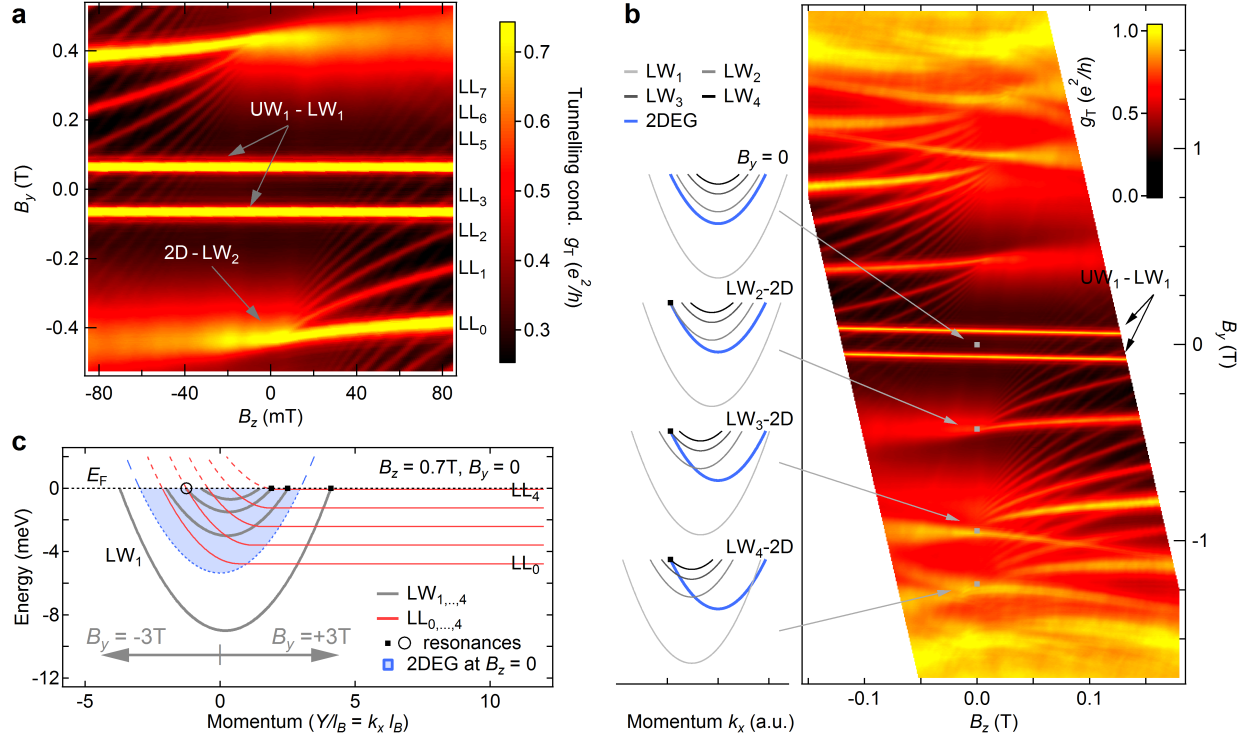 a
0.4
0.2
0.0
-0.2
-0.4
B_y (T)
-80
-40
0
40
80
B_z (mT)
UW₁ - LW₁
2D - LW₂
LL₇
LL₆
LL₅
LL₃
LL₂
LL₁
LL₀
0.7
0.6
0.5
0.4
0.3
Tunnelling cond. g_T (e²/h)
b
LW₁
LW₂
LW₃
LW₄
2DEG
B_y = 0
LW₂-2D
LW₃-2D
LW₄-2D
Momentum k_x (a.u.)
g_T (e²/h)
1.0
0.5
0.0
UW₁ - LW₁
1
0
-1
B_y (T)
-0.1
0.0
0.1
B_z (T)
c
E_F
B_z = 0.7T, B_y = 0
LL₄
LL₀
LW₁
LW₁,..,₄
LL₀,...,₄
resonances
2DEG at B_z = 0
B_y = -3T
B_y = +3T
0
-4
-8
-12
Energy (meV)
-5
0
5
10
Momentum (Y/l_B = k_x l_B)